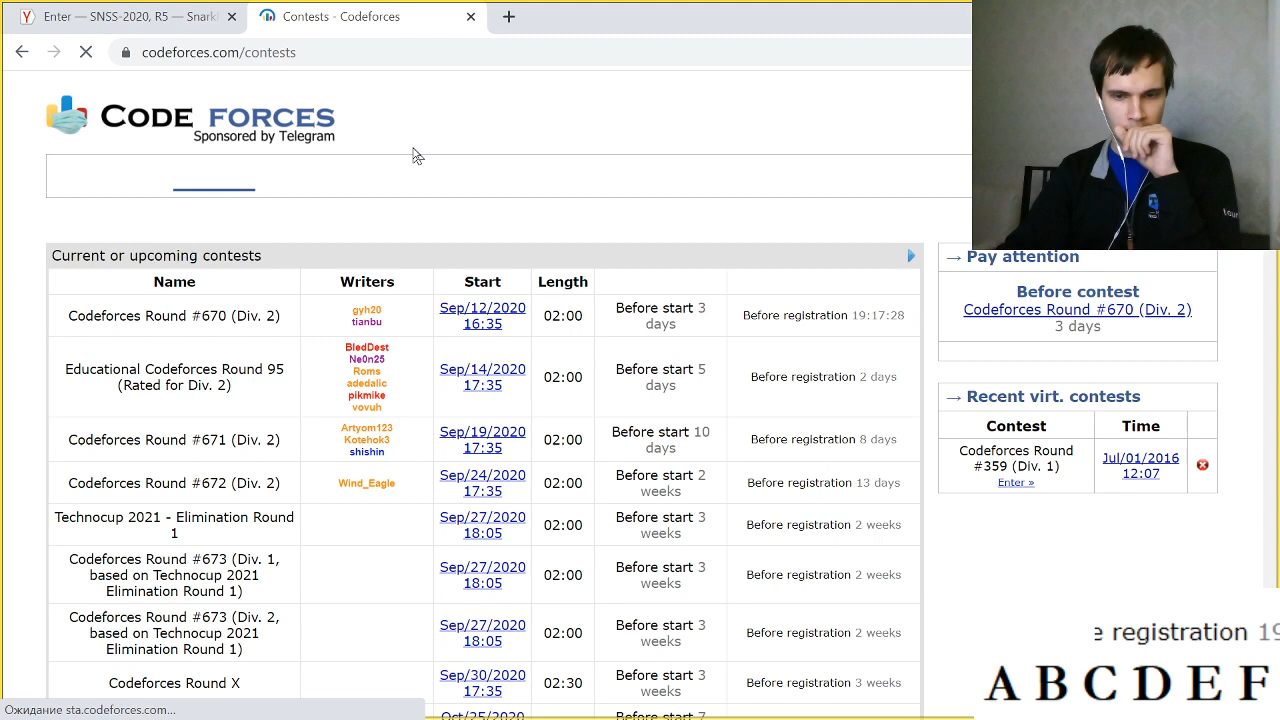 Enter — SNSS-2020, R5 — Snark
Contests - Codeforces
codeforces.com/contests
CODE FORCES
Sponsored by Telegram
Current or upcoming contests
Name Writers Start Length
Codeforces Round #670 (Div. 2) gyh20 tianbu Sep/12/2020 16:35 02:00 Before start 3 days Before registration 19:17:28
Educational Codeforces Round 95 (Rated for Div. 2) BledDest Ne0n25 Roms adedalic pikmike vovuh Sep/14/2020 17:35 02:00 Before start 5 days Before registration 2 days
Codeforces Round #671 (Div. 2) Artyom123 Kotehok3 shishin Sep/19/2020 17:35 02:00 Before start 10 days Before registration 8 days
Codeforces Round #672 (Div. 2) Wind_Eagle Sep/24/2020 17:35 02:00 Before start 2 weeks Before registration 13 days
Technocup 2021 - Elimination Round 1 Sep/27/2020 18:05 02:00 Before start 3 weeks Before registration 2 weeks
Codeforces Round #673 (Div. 1, based on Technocup 2021 Elimination Round 1) Sep/27/2020 18:05 02:00 Before start 3 weeks Before registration 2 weeks
Codeforces Round #673 (Div. 2, based on Technocup 2021 Elimination Round 1) Sep/27/2020 18:05 02:00 Before start 3 weeks Before registration 2 weeks
Codeforces Round X Sep/30/2020 17:35 02:30 Before start 3 weeks Before registration 3 weeks
Oct/25/2020 Before start 7
→ Pay attention
Before contest
Codeforces Round #670 (Div. 2)
3 days
→ Recent virt. contests
Contest Time
Codeforces Round #359 (Div. 1) Enter » Jul/01/2016 12:07
e registration 19
A B C D E F
Ожидание sta.codeforces.com...